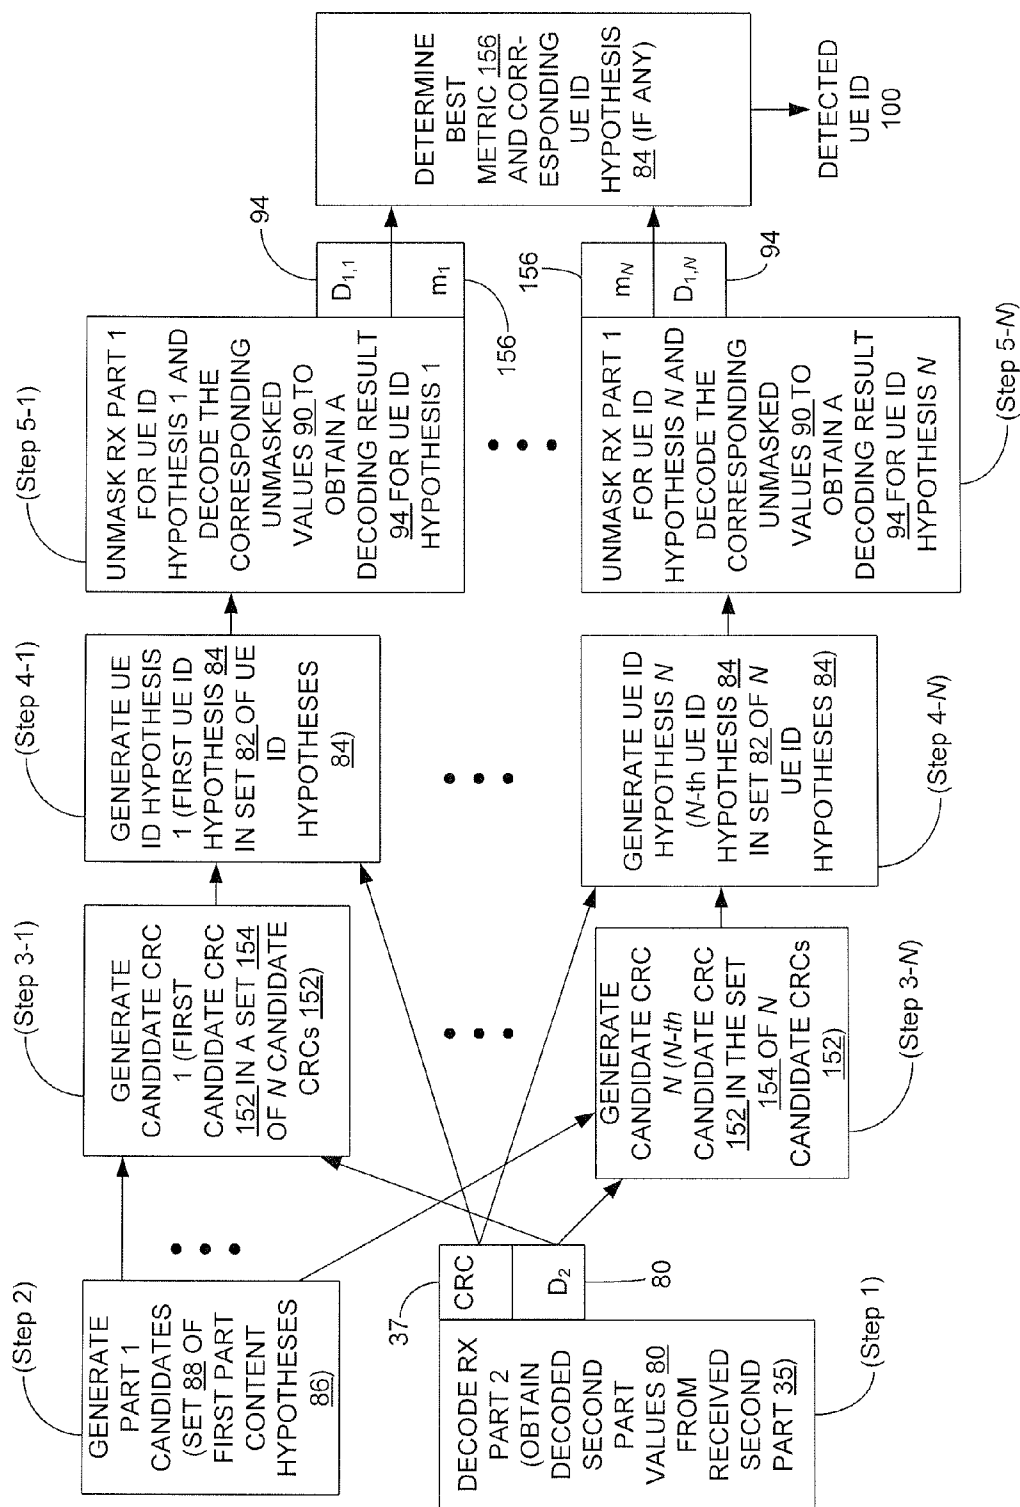 (Step 2)
GENERATE
PART 1
CANDIDATES
(SET 88 OF
FIRST PART
CONTENT
HYPOTHESES
86)
DECODE RX
PART 2
(OBTAIN
DECODED
SECOND
PART
VALUES 80
FROM
RECEIVED
SECOND
PART 35)
(Step 1)
37
CRC
D2
80
(Step 3-1)
GENERATE
CANDIDATE CRC
1 (FIRST
CANDIDATE CRC
152 IN A SET 154
OF N CANDIDATE
CRCs 152)
GENERATE
CANDIDATE CRC
N (N-th
CANDIDATE CRC
152 IN THE SET
154 OF N
CANDIDATE CRCs
152)
(Step 3-N)
(Step 4-1)
GENERATE UE
ID HYPOTHESIS
1 (FIRST UE ID
HYPOTHESIS 84
IN SET 82 OF UE
ID
HYPOTHESES
84)
GENERATE UE ID
HYPOTHESIS N
(N-th UE ID
HYPOTHESIS 84
IN SET 82 OF N
UE ID
HYPOTHESES 84)
(Step 4-N)
(Step 5-1)
UNMASK RX PART 1
FOR UE ID
HYPOTHESIS 1 AND
DECODE THE
CORRESPONDING
UNMASKED
VALUES 90 TO
OBTAIN A
DECODING RESULT
94 FOR UE ID
HYPOTHESIS 1
94
D1,1
m1
156
UNMASK RX PART 1
FOR UE ID
HYPOTHESIS N AND
DECODE THE
CORRESPONDING
UNMASKED
VALUES 90 TO
OBTAIN A
DECODING RESULT
94 FOR UE ID
HYPOTHESIS N
(Step 5-N)
156
mN
D1,N
94
DETERMINE
BEST
METRIC 156
AND CORR-
ESPONDING
UE ID
HYPOTHESIS
84 (IF ANY)
DETECTED
UE ID
100